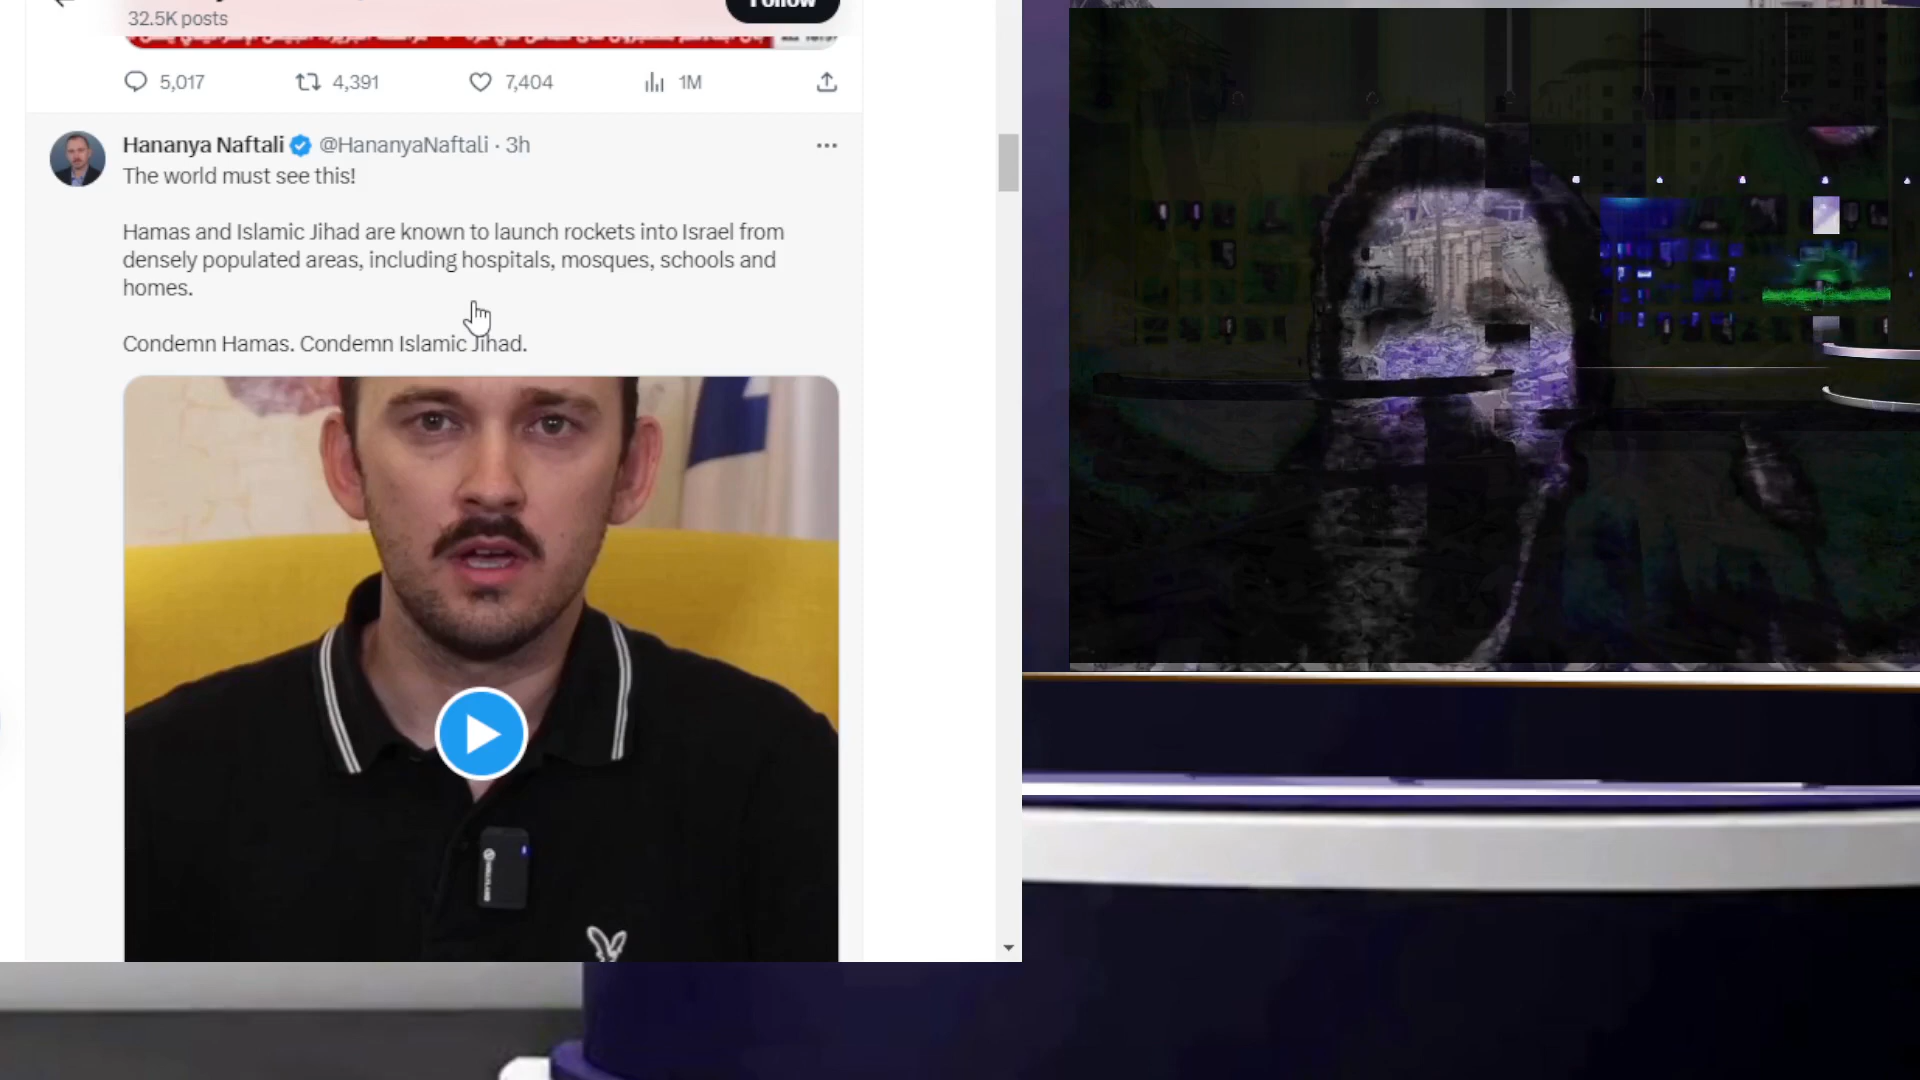 Follow
32.5K posts
5,017 4,391 7,404 1M
Hananya Naftali @HananyaNaftali · 3h
The world must see this!
Hamas and Islamic Jihad are known to launch rockets into Israel from
densely populated areas, including hospitals, mosques, schools and
homes.
Condemn Hamas. Condemn Islamic Jihad.